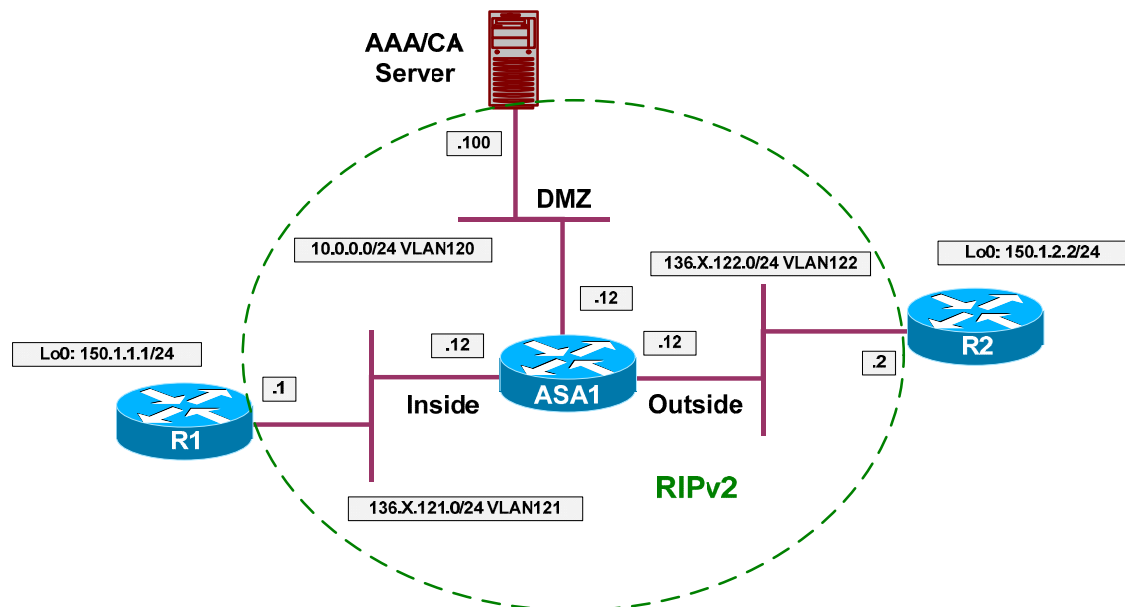 AAA/CA
Server
.100
DMZ
10.0.0.0/24 VLAN120
136.X.122.0/24 VLAN122
Lo0: 150.1.2.2/24
.12
Lo0: 150.1.1.1/24
.12
.12
.2
R2
.1
Inside
ASA1
Outside
R1
RIPv2
136.X.121.0/24 VLAN121